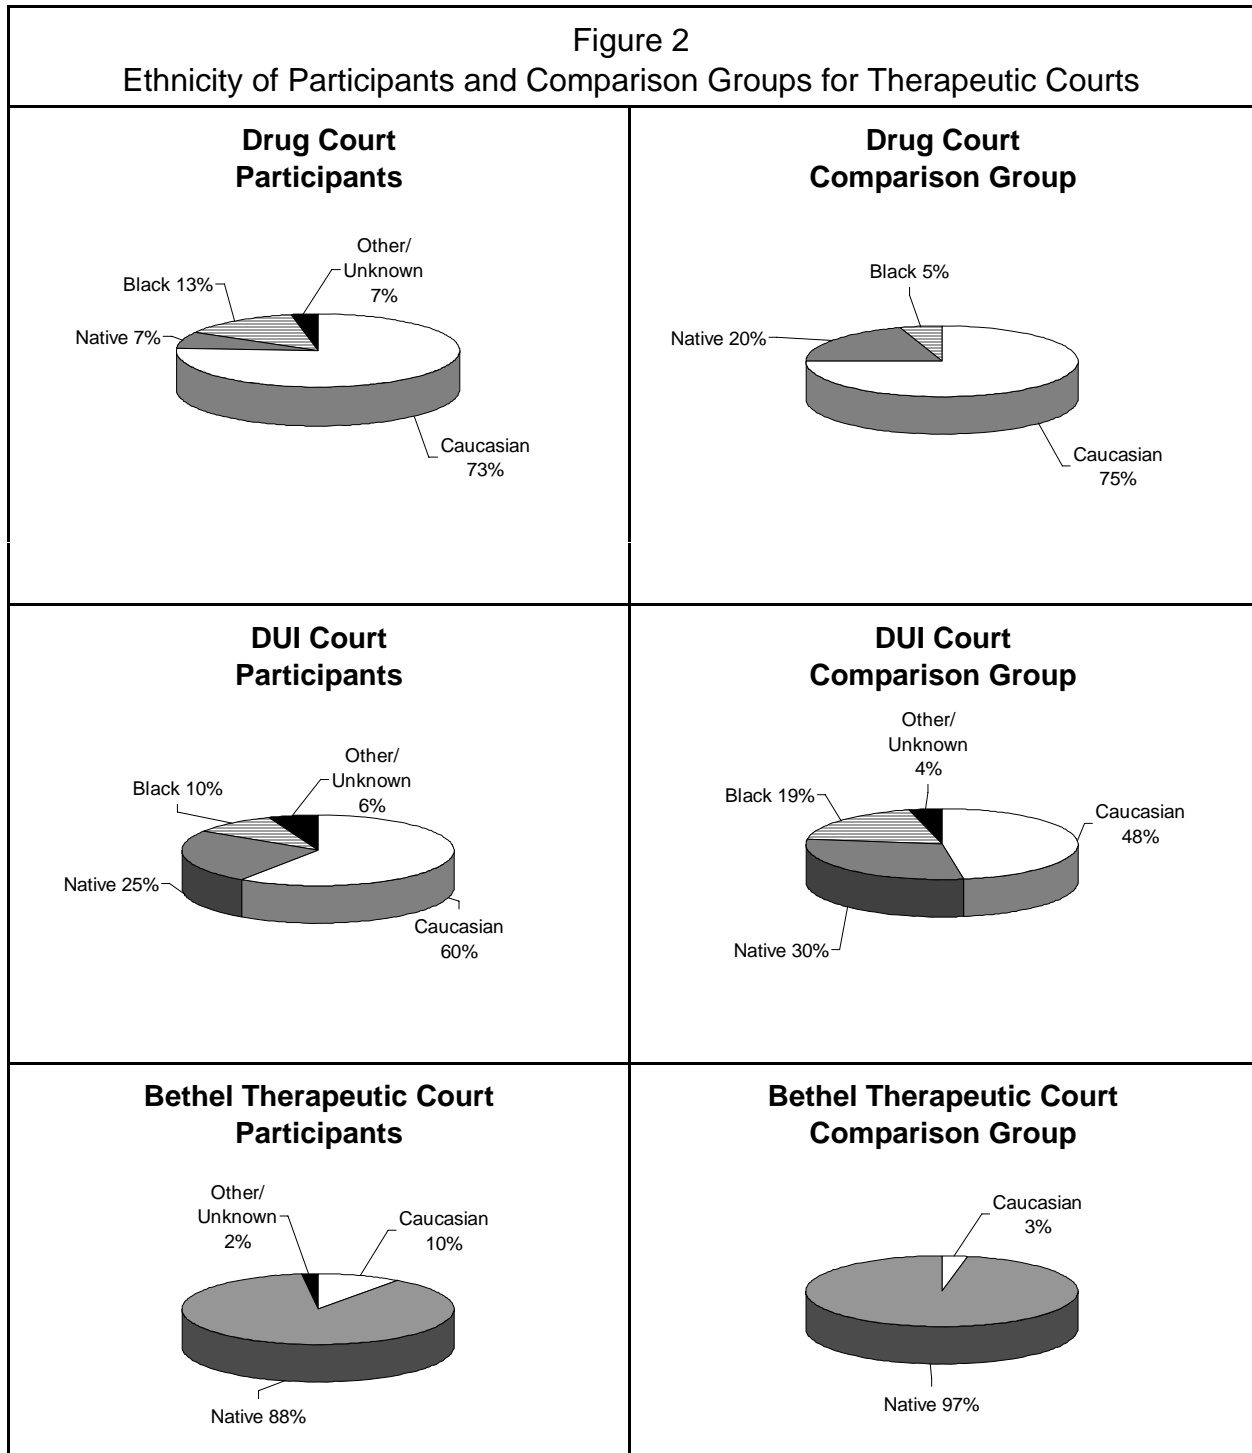 Figure 2
Ethnicity of Participants and Comparison Groups for Therapeutic Courts
Drug Court
Participants
Other/
Unknown
7%
Black 13%
Native 7%
Caucasian
73%
Drug Court
Comparison Group
Black 5%
Native 20%
Caucasian
75%
DUI Court
Participants
Other/
Unknown
6%
Black 10%
Native 25%
Caucasian
60%
DUI Court
Comparison Group
Other/
Unknown
4%
Black 19%
Caucasian
48%
Native 30%
Bethel Therapeutic Court
Participants
Other/
Unknown
2%
Caucasian
10%
Native 88%
Bethel Therapeutic Court
Comparison Group
Caucasian
3%
Native 97%